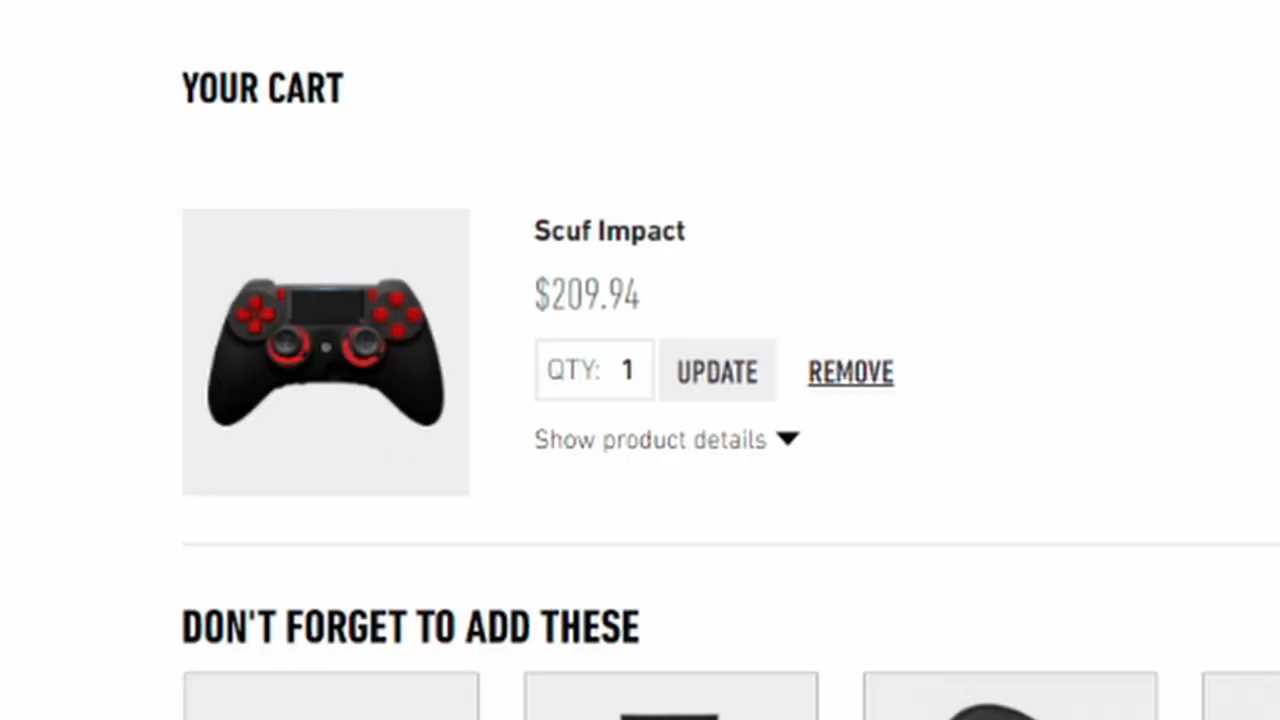 YOUR CART
Scuf Impact
$209.94
QTY: 1 UPDATE REMOVE
Show product details
DON'T FORGET TO ADD THESE